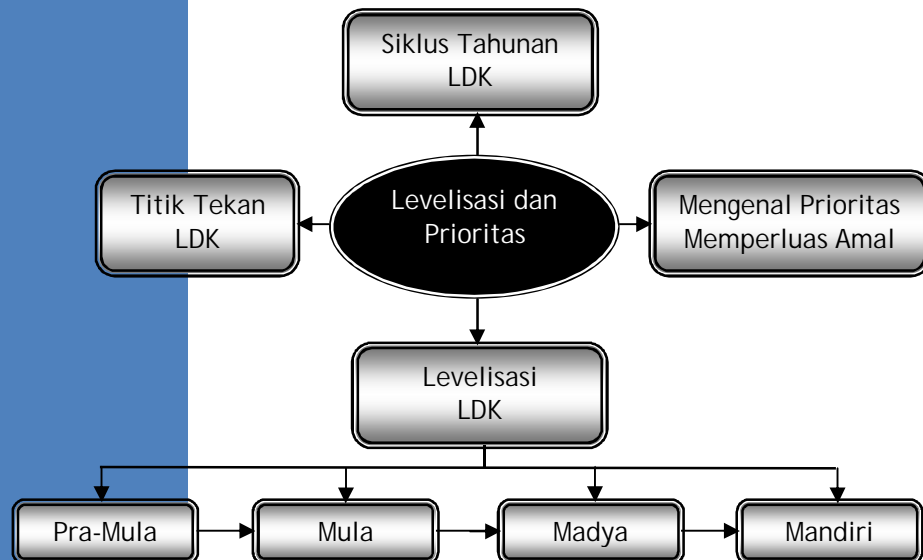 Siklus Tahunan
LDK
Titik Tekan
LDK
Levelisasi dan
Prioritas
Mengenal Prioritas
Memperluas Amal
Levelisasi
LDK
Pra-Mula
Mula
Madya
Mandiri